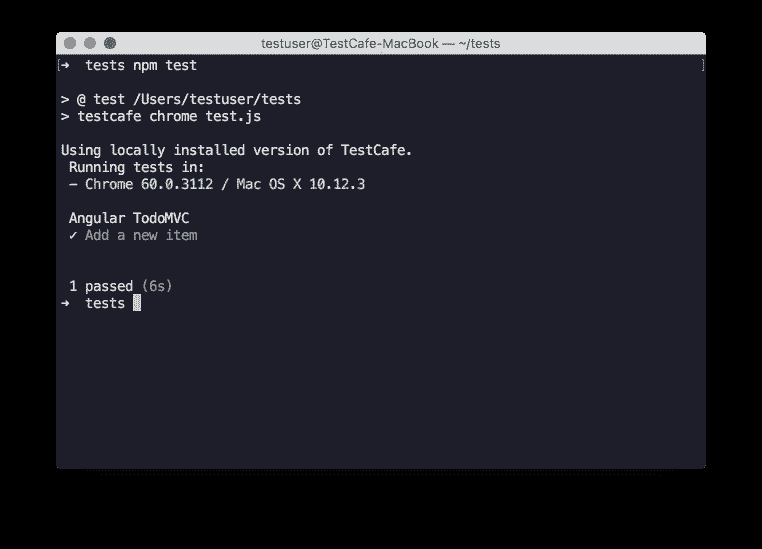 testuser@TestCafe-MacBook — ~/tests
[➜  tests npm test ]
> @ test /Users/testuser/tests
> testcafe chrome test.js
Using locally installed version of TestCafe.
Running tests in:
- Chrome 60.0.3112 / Mac OS X 10.12.3
Angular TodoMVC
✓ Add a new item
1 passed (6s)
➜  tests